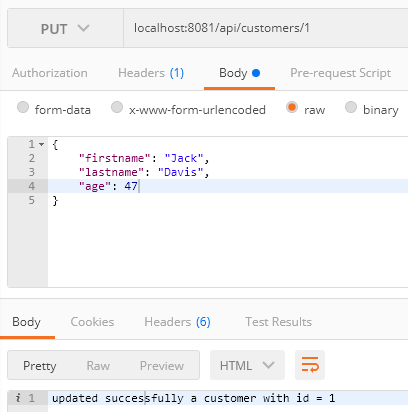 PUT localhost:8081/api/customers/1
Authorization Headers (1) Body Pre-request Script
form-data x-www-form-urlencoded raw binary
1 {
2 "firstname": "Jack",
3 "lastname": "Davis",
4 "age": 47
5 }
Body Cookies Headers (6) Test Results
Pretty Raw Preview HTML
i 1 updated successfully a customer with id = 1